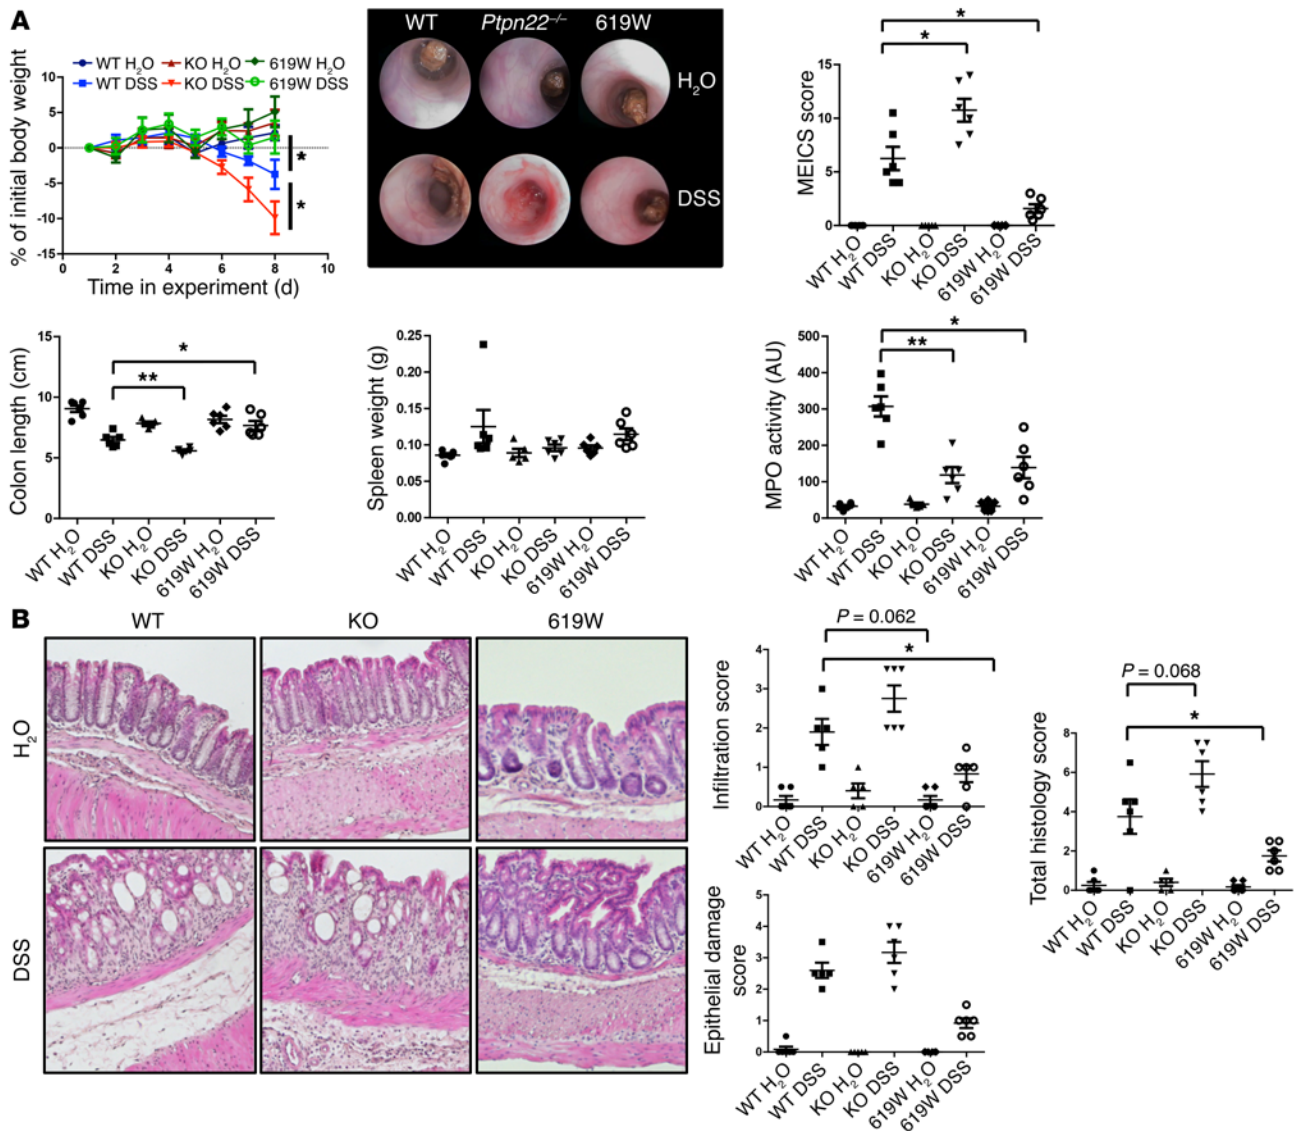 A
WT H2O KO H2O 619W H2O
WT DSS KO DSS 619W DSS
% of initial body weight
10
5
0
-5
-10
-15
0 2 4 6 8 10
Time in experiment (d)
*
*
WT Ptpn22–/– 619W
H2O
DSS
MEICS score
15
10
5
0
*
*
WT H2O
WT DSS
KO H2O
KO DSS
619W H2O
619W DSS
Colon length (cm)
15
10
5
0
*
**
WT H2O
WT DSS
KO H2O
KO DSS
619W H2O
619W DSS
Spleen weight (g)
0.25
0.20
0.15
0.10
0.05
0.00
WT H2O
WT DSS
KO H2O
KO DSS
619W H2O
619W DSS
MPO activity (AU)
500
400
300
200
100
0
*
**
WT H2O
WT DSS
KO H2O
KO DSS
619W H2O
619W DSS
B
WT KO 619W
H2O
DSS
Infiltration score
4
3
2
1
0
P = 0.062
*
WT H2O
WT DSS
KO H2O
KO DSS
619W H2O
619W DSS
Epithelial damage
score
5
4
3
2
1
0
WT H2O
WT DSS
KO H2O
KO DSS
619W H2O
619W DSS
Total histology score
8
6
4
2
0
P = 0.068
*
WT H2O
WT DSS
KO H2O
KO DSS
619W H2O
619W DSS